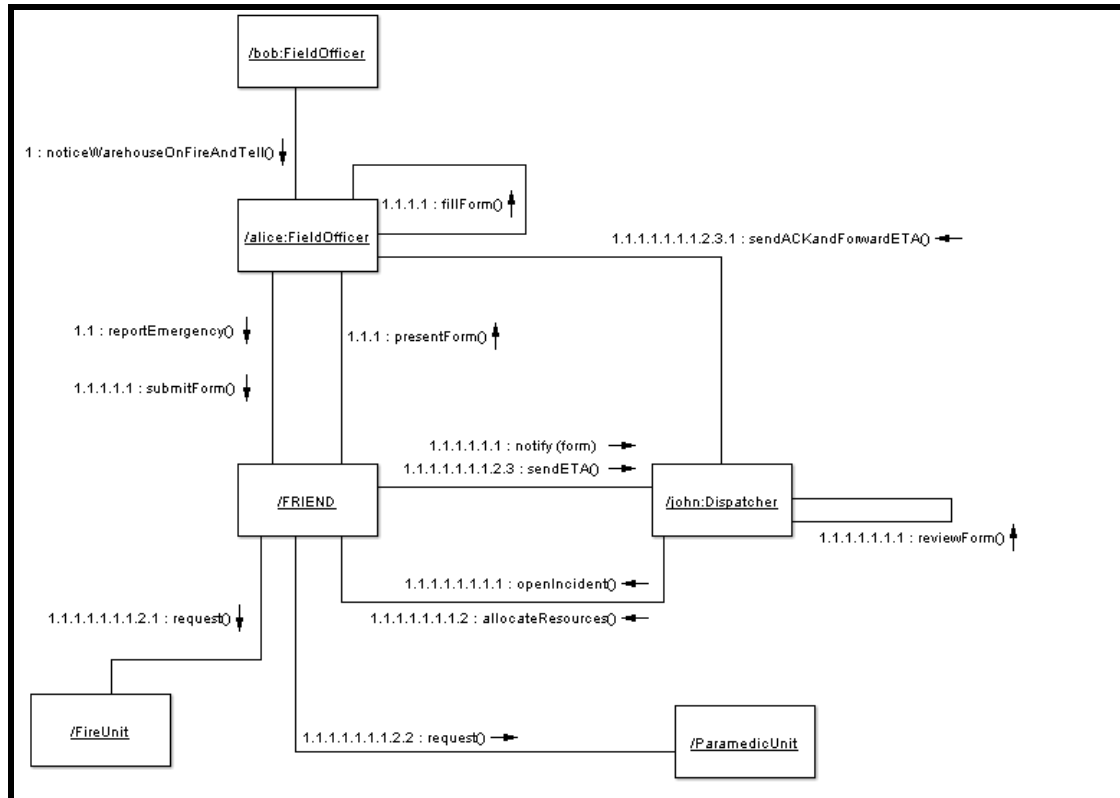 /bob:FieldOfficer
1 : noticeWarehouseOnFireAndTell()
1.1.1.1 : fillForm()
/alice:FieldOfficer
1.1.1.1.1.1.1.2.3.1 : sendACKandForwardETA()
1.1 : reportEmergency()
1.1.1 : presentForm()
1.1.1.1.1 : submitForm()
1.1.1.1.1.1 : notify (form)
1.1.1.1.1.1.1.2.3 : sendETA()
/FRIEND
/john:Dispatcher
1.1.1.1.1.1.1 : reviewForm()
1.1.1.1.1.1.1.1 : openIncident()
1.1.1.1.1.1.1.2 : allocateResources()
1.1.1.1.1.1.1.2.1 : request()
/FireUnit
1.1.1.1.1.1.1.2.2 : request()
/ParamedicUnit